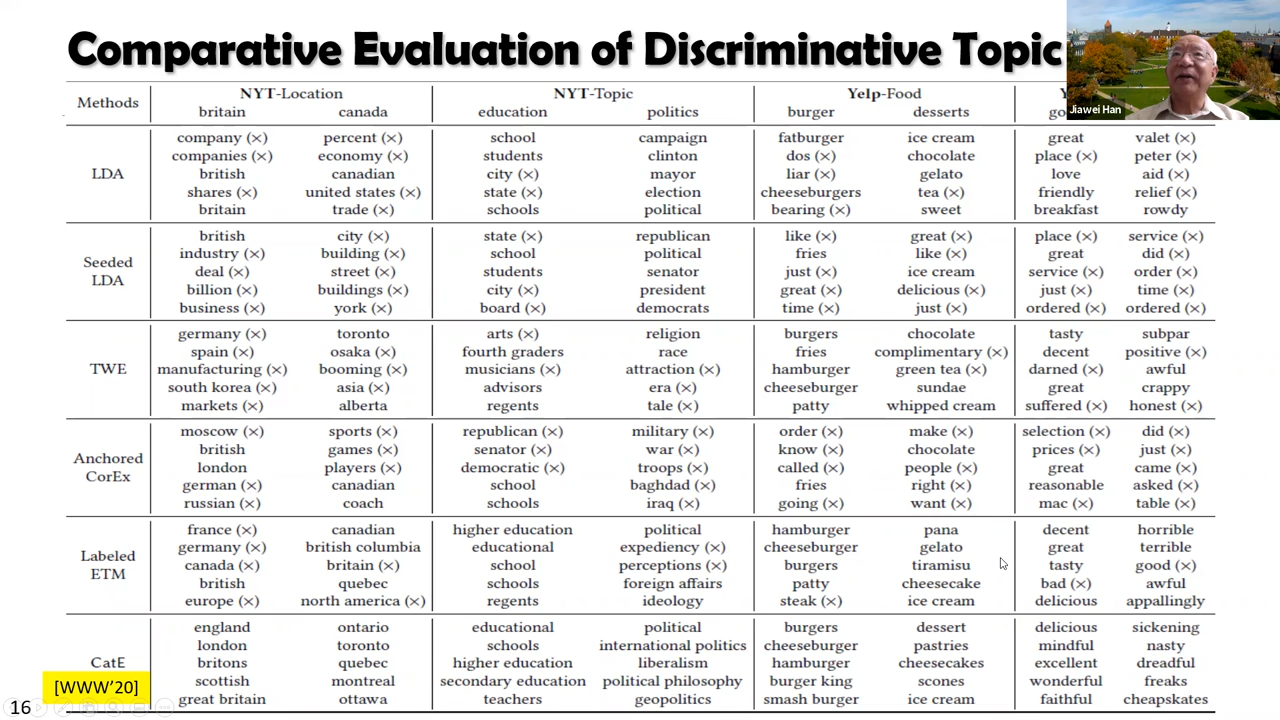 Comparative Evaluation of Discriminative Topic
Jiawei Han
NYT-Location NYT-Topic Yelp-Food
Methods britain canada education politics burger desserts
LDA
company (×) percent (×) school campaign fatburger ice cream great valet (×)
companies (×) economy (×) students clinton dos (×) chocolate place (×) peter (×)
british canadian city (×) mayor liar (×) gelato love aid (×)
shares (×) united states (×) state (×) election cheeseburgers tea (×) friendly relief (×)
britain trade (×) schools political bearing (×) sweet breakfast rowdy
Seeded
LDA
british city (×) state (×) republican like (×) great (×) place (×) service (×)
industry (×) building (×) school political fries like (×) great did (×)
deal (×) street (×) students senator just (×) ice cream service (×) order (×)
billion (×) buildings (×) city (×) president great (×) delicious (×) just (×) time (×)
business (×) york (×) board (×) democrats time (×) just (×) ordered (×) ordered (×)
TWE
germany (×) toronto arts (×) religion burgers chocolate tasty subpar
spain (×) osaka (×) fourth graders race fries complimentary (×) decent positive (×)
manufacturing (×) booming (×) musicians (×) attraction (×) hamburger green tea (×) darned (×) awful
south korea (×) asia (×) advisors era (×) cheeseburger sundae great crappy
markets (×) alberta regents tale (×) patty whipped cream suffered (×) honest (×)
Anchored
CorEx
moscow (×) sports (×) republican (×) military (×) order (×) make (×) selection (×) did (×)
british games (×) senator (×) war (×) know (×) chocolate prices (×) just (×)
london players (×) democratic (×) troops (×) called (×) people (×) great came (×)
german (×) canadian school baghdad (×) fries right (×) reasonable asked (×)
russian (×) coach schools iraq (×) going (×) want (×) mac (×) table (×)
Labeled
ETM
france (×) canadian higher education political hamburger pana decent horrible
germany (×) british columbia educational expediency (×) cheeseburger gelato great terrible
canada (×) britain (×) school perceptions (×) burgers tiramisu tasty good (×)
british quebec schools foreign affairs patty cheesecake bad (×) awful
europe (×) north america (×) regents ideology steak (×) ice cream delicious appallingly
CatE
england ontario educational political burgers dessert delicious sickening
london toronto schools international politics cheeseburger pastries mindful nasty
britons quebec higher education liberalism hamburger cheesecakes excellent dreadful
scottish montreal secondary education political philosophy burger king scones wonderful freaks
great britain ottawa teachers geopolitics smash burger ice cream faithful cheapskates
[WWW'20]
16